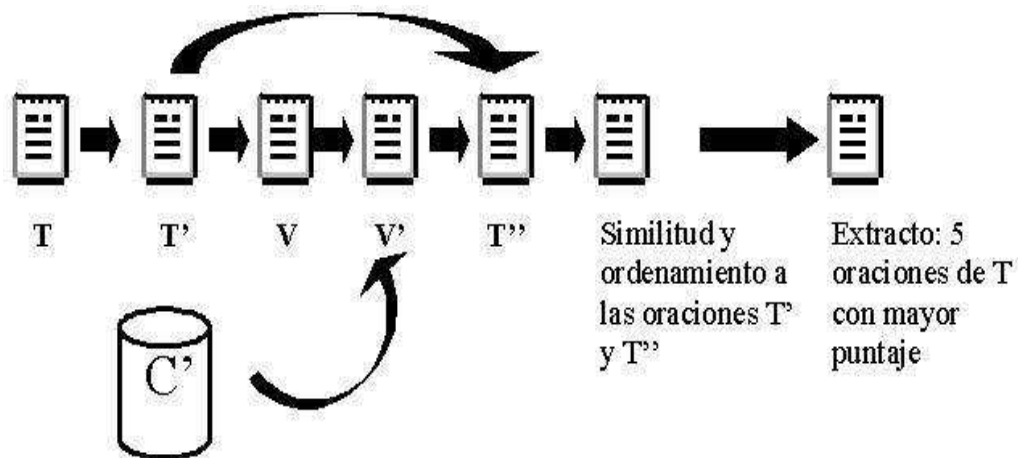 T T’ V V’ T’’
Similitud y
ordenamiento a
las oraciones T’
y T’’
Extracto: 5
oraciones de T
con mayor
puntaje
C’